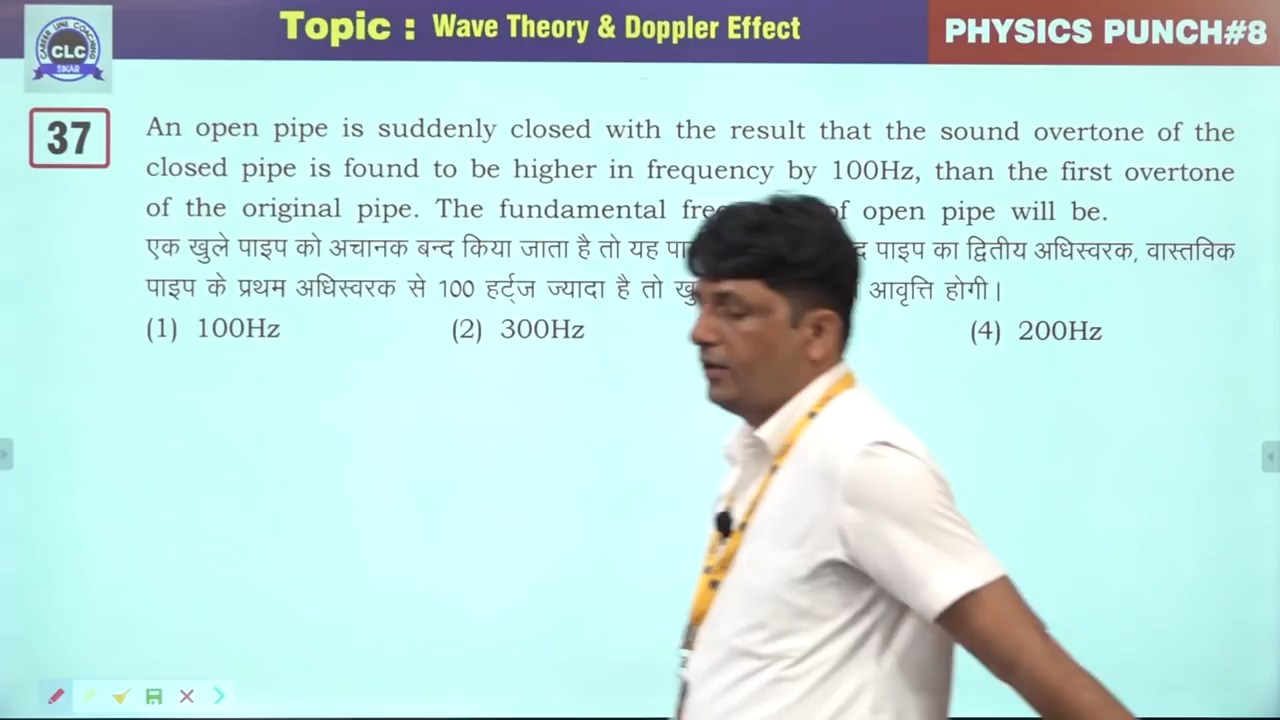 Topic : Wave Theory & Doppler Effect
PHYSICS PUNCH#8
CAREER LINE COACHING
CLC
SIKAR
37
An open pipe is suddenly closed with the result that the sound overtone of the
closed pipe is found to be higher in frequency by 100Hz, than the first overtone
of the original pipe. The fundamental of open pipe will be.
एक खुले पाइप को अचानक बन्द किया जाता है तो यह पाइप का द्वितीय अधिस्वरक, वास्तविक
पाइप के प्रथम अधिस्वरक से 100 हर्ट्ज ज्यादा है तो आवृत्ति होगी।
(1) 100Hz (2) 300Hz (4) 200Hz